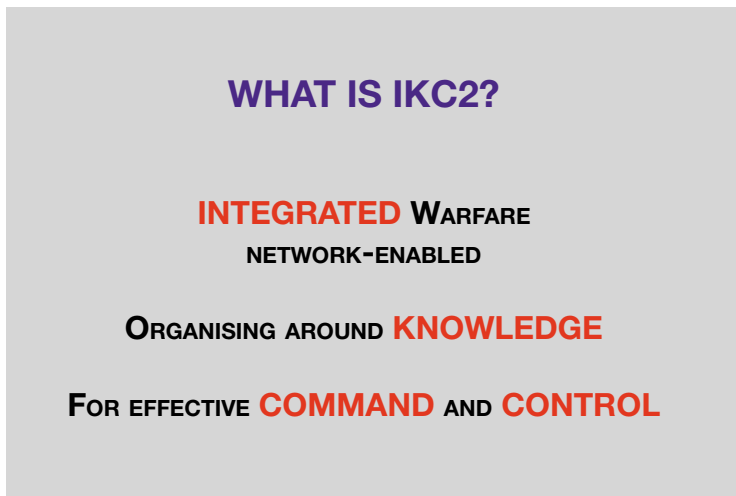 WHAT IS IKC2?
INTEGRATED WARFARE
NETWORK-ENABLED
ORGANISING AROUND KNOWLEDGE
FOR EFFECTIVE COMMAND AND CONTROL